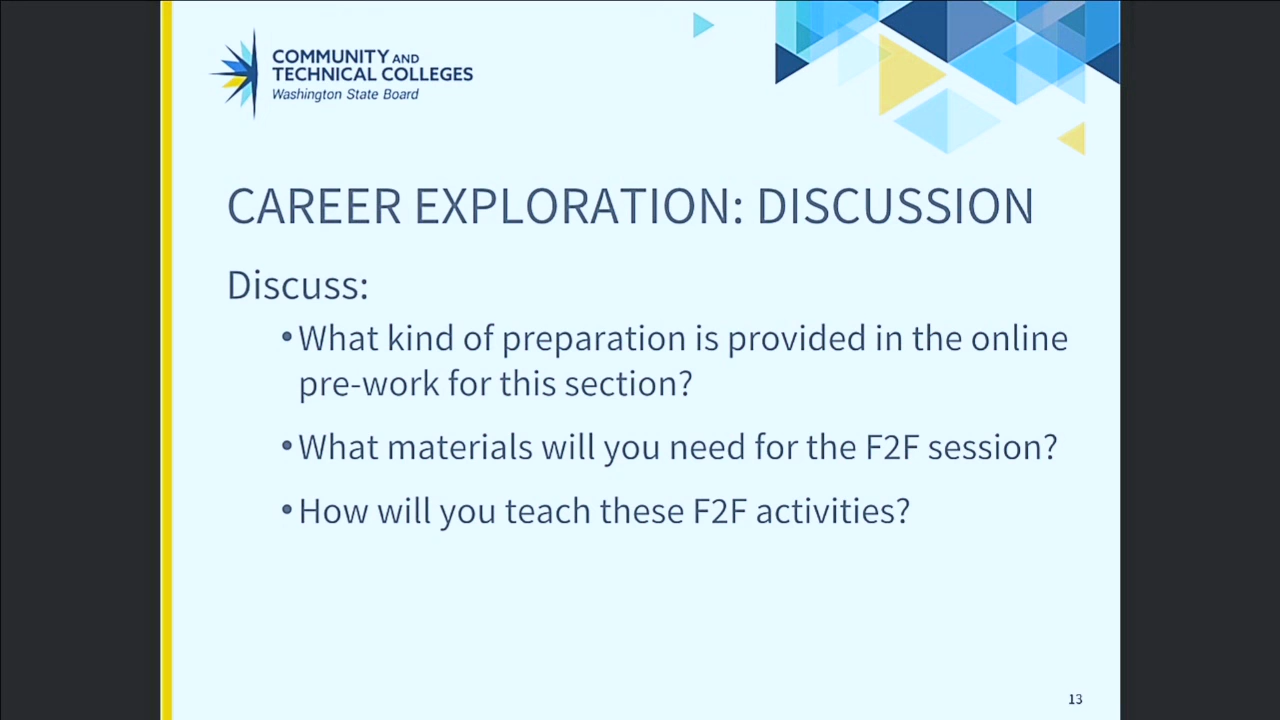 COMMUNITY AND
TECHNICAL COLLEGES
Washington State Board
CAREER EXPLORATION: DISCUSSION
Discuss:
•What kind of preparation is provided in the online
pre-work for this section?
•What materials will you need for the F2F session?
•How will you teach these F2F activities?
13